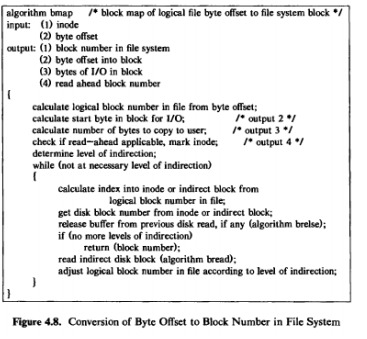 algorithm bmap /* block map of logical file byte offset to file system block */
input: (1) inode
(2) byte offset
output: (1) block number in file system
(2) byte offset into block
(3) bytes of I/O in block
(4) read ahead block number
{
calculate logical block number in file from byte offset;
calculate start byte in block for I/O; /* output 2 */
calculate number of bytes to copy to user; /* output 3 */
check if read-ahead applicable, mark inode; /* output 4 */
determine level of indirection;
while (not at necessary level of indirection)
{
calculate index into inode or indirect block from
logical block number in file;
get disk block number from inode or indirect block;
release buffer from previous disk read, if any (algorithm brelse);
if (no more levels of indirection)
return (block number);
read indirect disk block (algorithm bread);
adjust logical block number in file according to level of indirection;
}
}
Figure 4.8. Conversion of Byte Offset to Block Number in File System